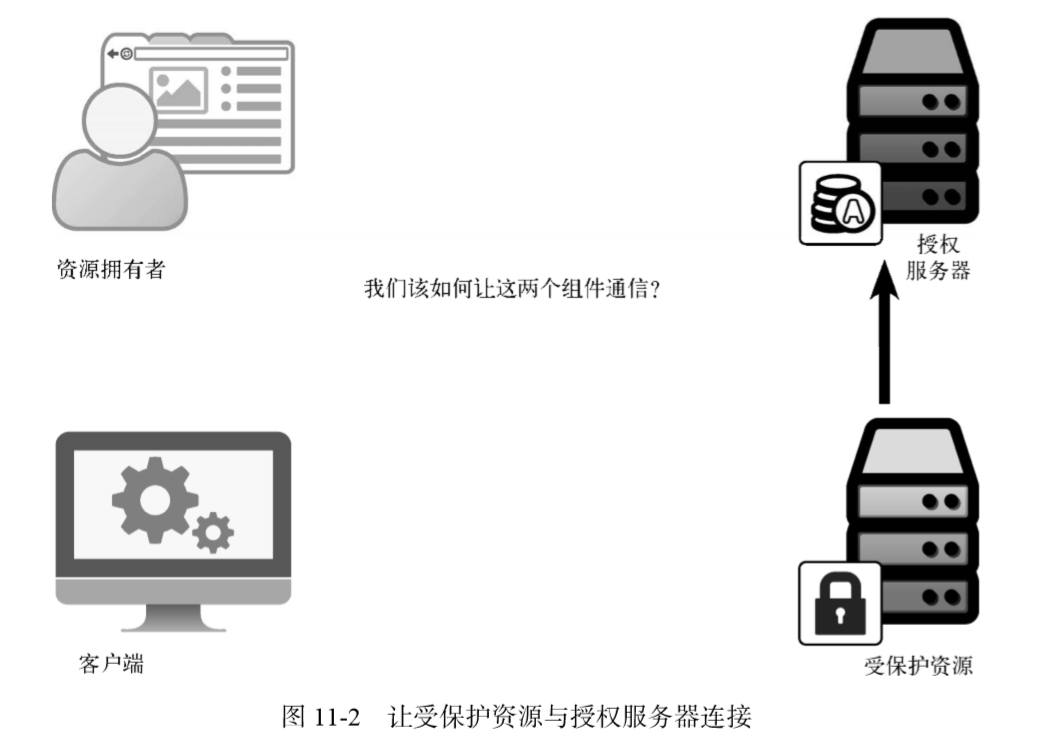 资源拥有者
授权
服务器
我们该如何让这两个组件通信?
客户端
受保护资源
图 11-2 让受保护资源与授权服务器连接